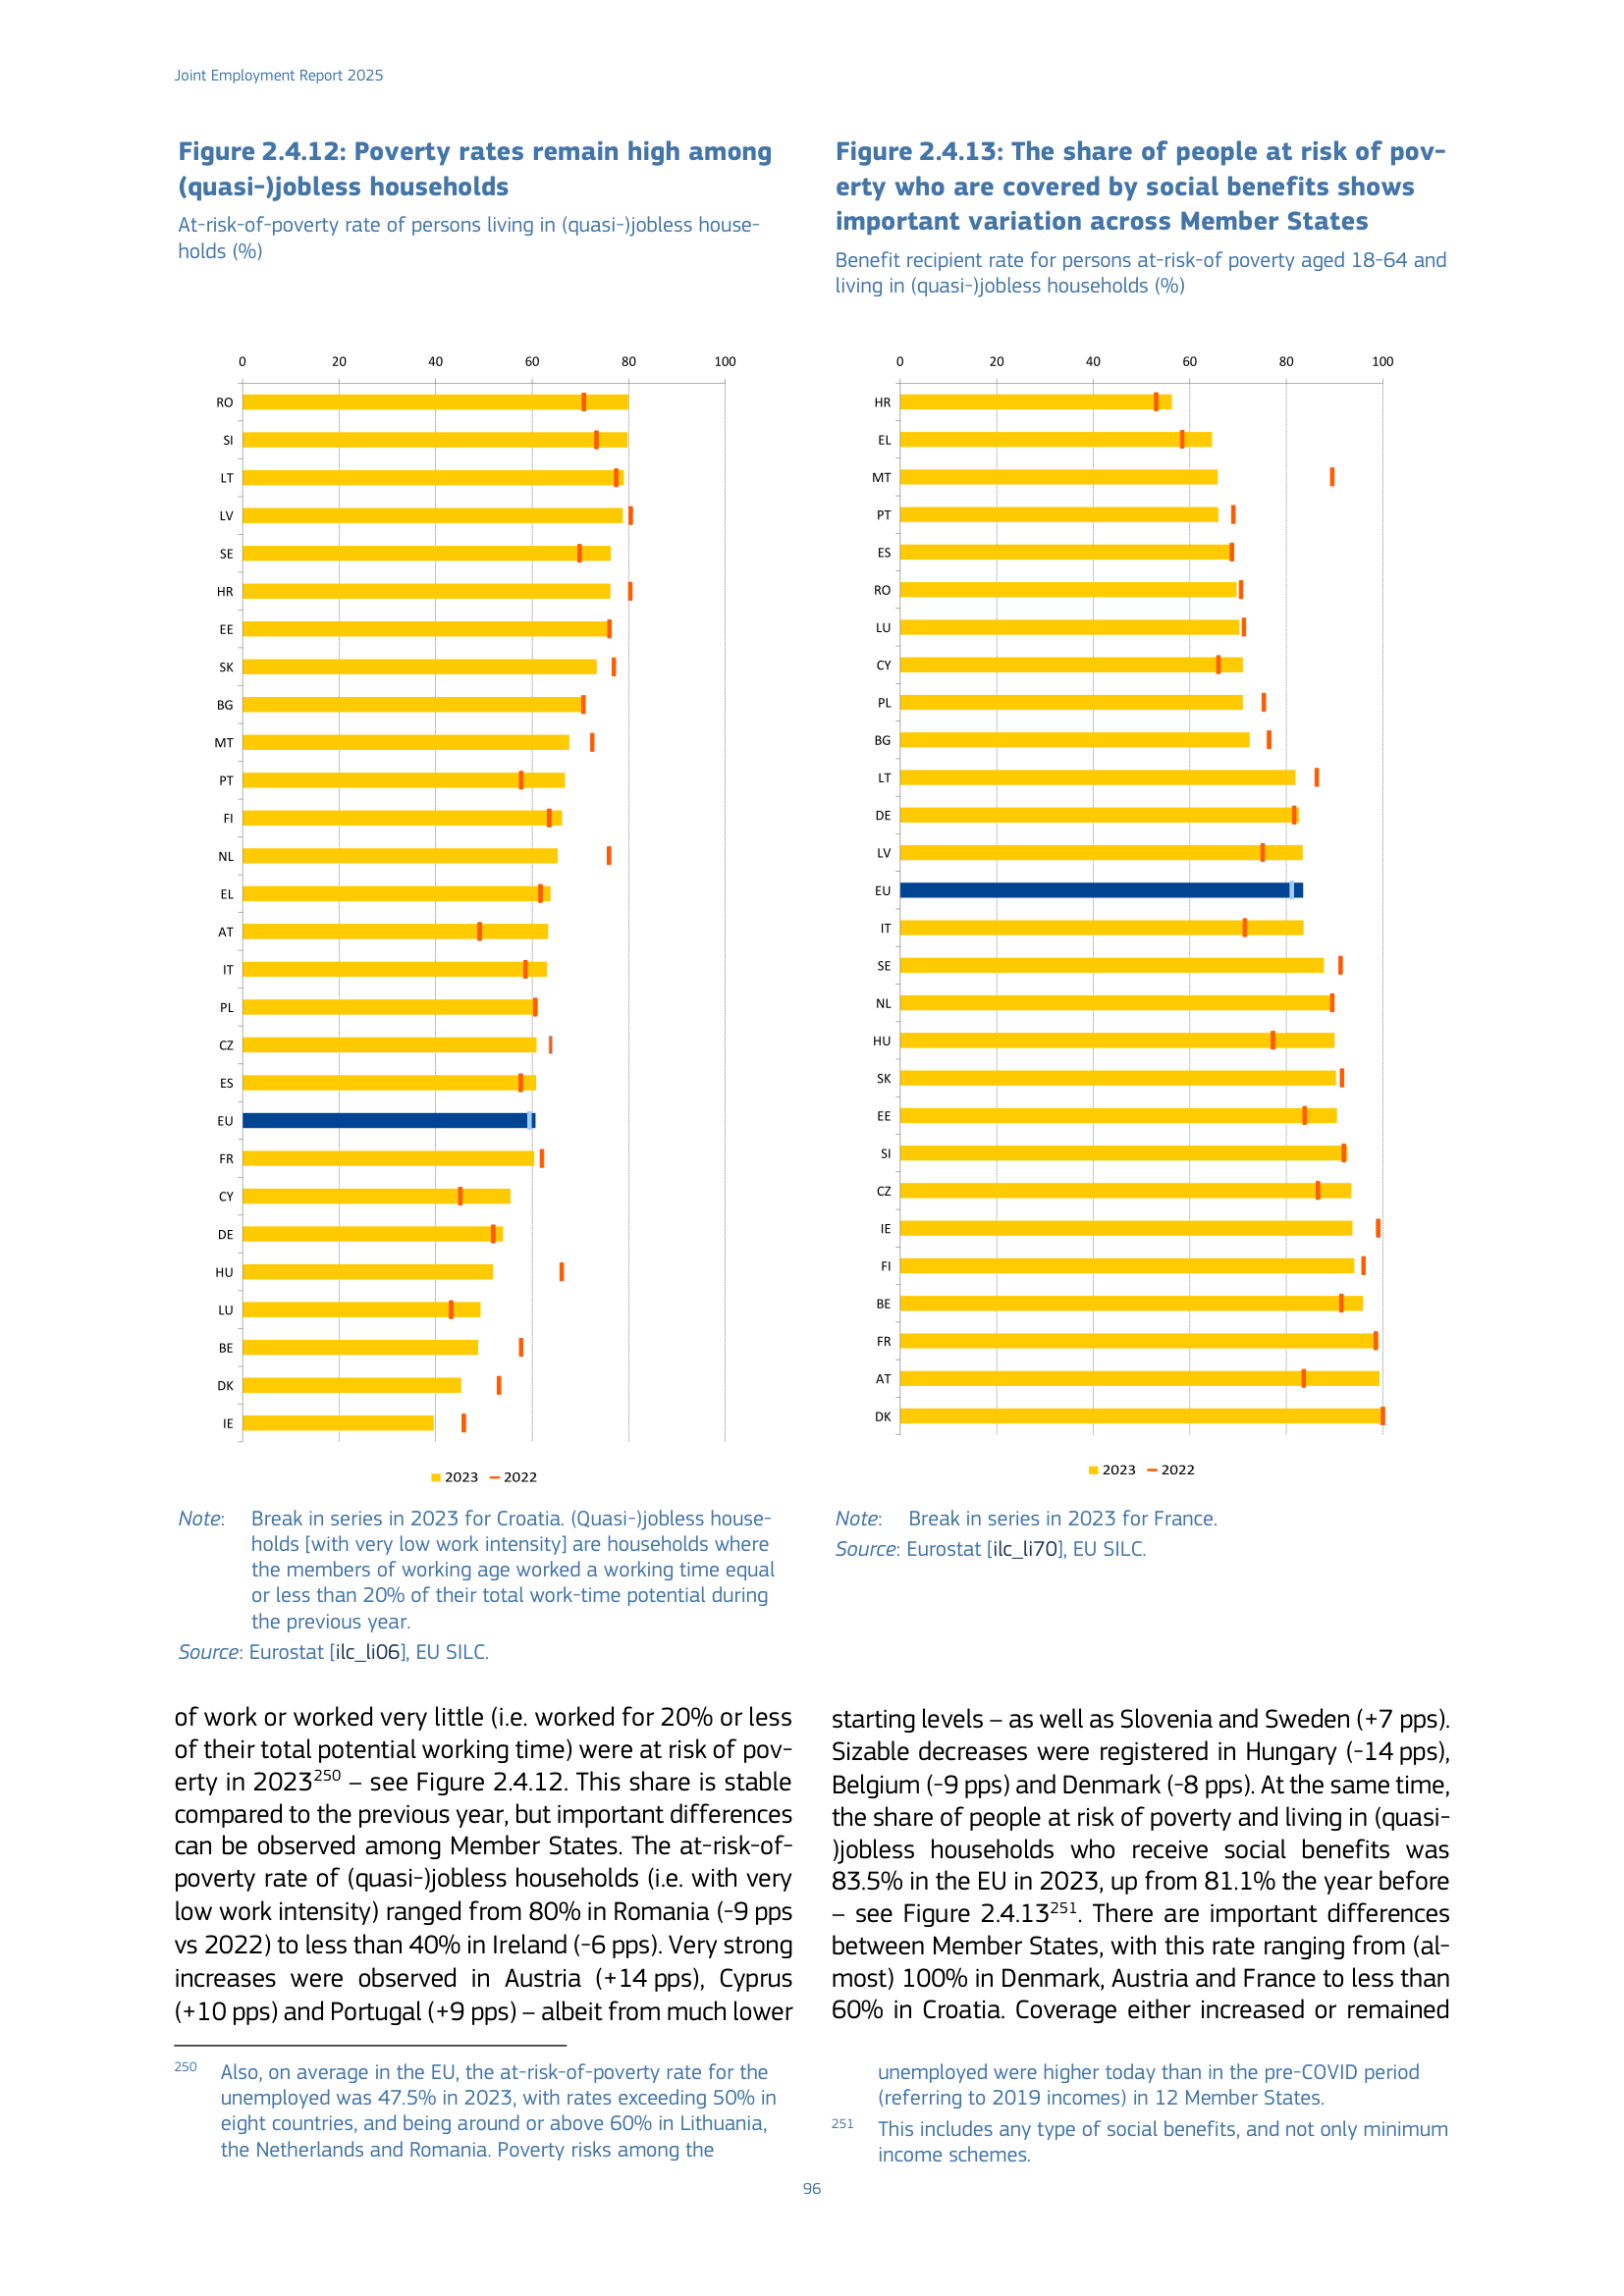 Joint Employment Report 2025
Figure 2.4.12: Poverty rates remain high among
(quasi-)jobless households
At-risk-of-poverty rate of persons living in (quasi-)jobless house-
holds (%)
0 20 40 60 80 100
RO
SI
LT
LV
SE
HR
EE
SK
BG
MT
PT
FI
NL
EL
AT
IT
PL
CZ
ES
EU
FR
CY
DE
HU
LU
BE
DK
IE
2023 2022
Note: Break in series in 2023 for Croatia. (Quasi-)jobless house-
holds [with very low work intensity] are households where
the members of working age worked a working time equal
or less than 20% of their total work-time potential during
the previous year.
Source: Eurostat [ilc_li06], EU SILC.
Figure 2.4.13: The share of people at risk of pov-
erty who are covered by social benefits shows
important variation across Member States
Benefit recipient rate for persons at-risk-of poverty aged 18-64 and
living in (quasi-)jobless households (%)
0 20 40 60 80 100
HR
EL
MT
PT
ES
RO
LU
CY
PL
BG
LT
DE
LV
EU
IT
SE
NL
HU
SK
EE
SI
CZ
IE
FI
BE
FR
AT
DK
2023 2022
Note: Break in series in 2023 for France.
Source: Eurostat [ilc_li70], EU SILC.
of work or worked very little (i.e. worked for 20% or less
of their total potential working time) were at risk of pov-
erty in 2023250 – see Figure 2.4.12. This share is stable
compared to the previous year, but important differences
can be observed among Member States. The at-risk-of-
poverty rate of (quasi-)jobless households (i.e. with very
low work intensity) ranged from 80% in Romania (-9 pps
vs 2022) to less than 40% in Ireland (-6 pps). Very strong
increases were observed in Austria (+14 pps), Cyprus
(+10 pps) and Portugal (+9 pps) – albeit from much lower
starting levels – as well as Slovenia and Sweden (+7 pps).
Sizable decreases were registered in Hungary (-14 pps),
Belgium (-9 pps) and Denmark (-8 pps). At the same time,
the share of people at risk of poverty and living in (quasi-
)jobless households who receive social benefits was
83.5% in the EU in 2023, up from 81.1% the year before
– see Figure 2.4.13251. There are important differences
between Member States, with this rate ranging from (al-
most) 100% in Denmark, Austria and France to less than
60% in Croatia. Coverage either increased or remained
250 Also, on average in the EU, the at-risk-of-poverty rate for the
unemployed was 47.5% in 2023, with rates exceeding 50% in
eight countries, and being around or above 60% in Lithuania,
the Netherlands and Romania. Poverty risks among the
unemployed were higher today than in the pre-COVID period
(referring to 2019 incomes) in 12 Member States.
251 This includes any type of social benefits, and not only minimum
income schemes.
96